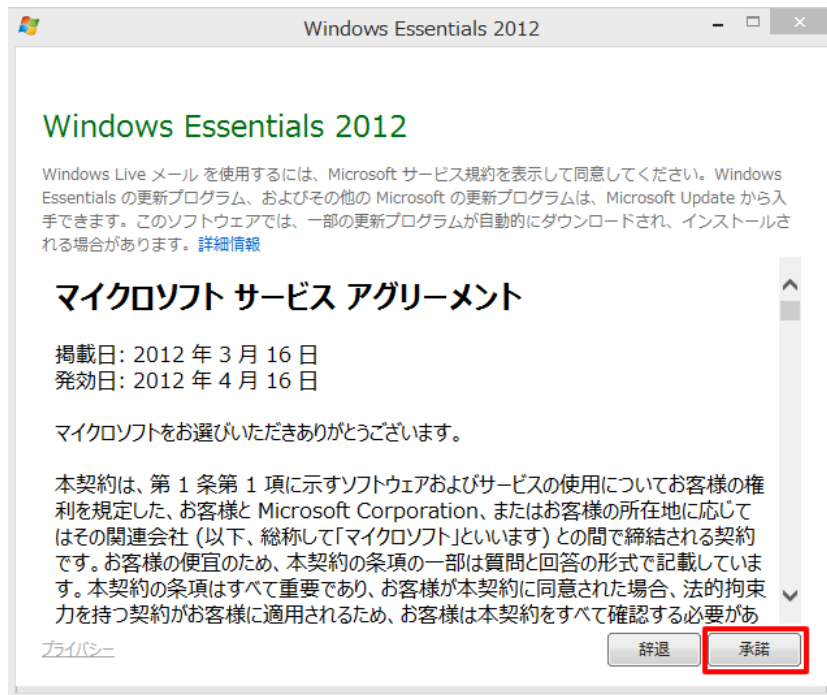 Windows Essentials 2012
Windows Essentials 2012
Windows Live メール を使用するには、Microsoft サービス規約を表示して同意してください。Windows
Essentials の更新プログラム、およびその他の Microsoft の更新プログラムは、Microsoft Update から入
手できます。このソフトウェアでは、一部の更新プログラムが自動的にダウンロードされ、インストールさ
れる場合があります。詳細情報
マイクロソフト サービス アグリーメント
掲載日: 2012 年 3 月 16 日
発効日: 2012 年 4 月 16 日
マイクロソフトをお選びいただきありがとうございます。
本契約は、第 1 条第 1 項に示すソフトウェアおよびサービスの使用についてお客様の権
利を規定した、お客様と Microsoft Corporation、またはお客様の所在地に応じて
はその関連会社 (以下、総称して「マイクロソフト」といいます) との間で締結される契約
です。お客様の便宜のため、本契約の条項の一部は質問と回答の形式で記載していま
す。本契約の条項はすべて重要であり、お客様が本契約に同意された場合、法的拘束
力を持つ契約がお客様に適用されるため、お客様は本契約をすべて確認する必要があ
プライバシー
辞退
承諾